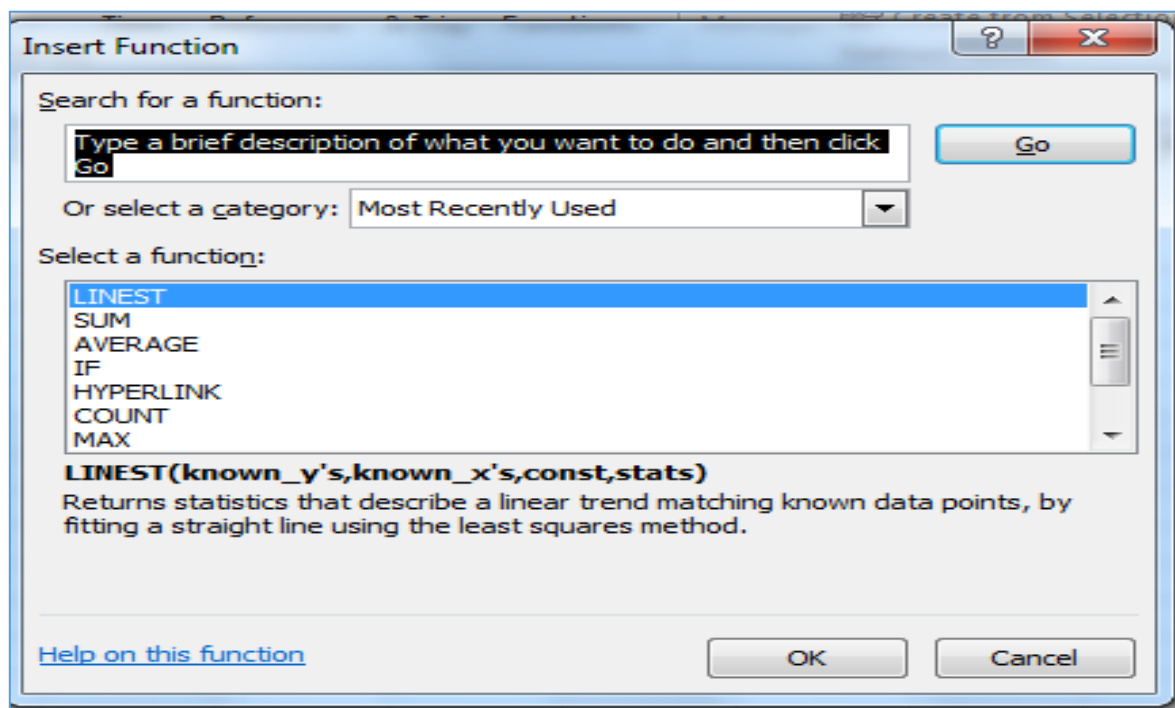 Create from Selectio
Insert Function
Search for a function:
Type a brief description of what you want to do and then click
Go
Go
Or select a category: Most Recently Used
Select a function:
LINEST
SUM
AVERAGE
IF
HYPERLINK
COUNT
MAX
LINEST(known_y's,known_x's,const,stats)
Returns statistics that describe a linear trend matching known data points, by
fitting a straight line using the least squares method.
Help on this function
OK
Cancel